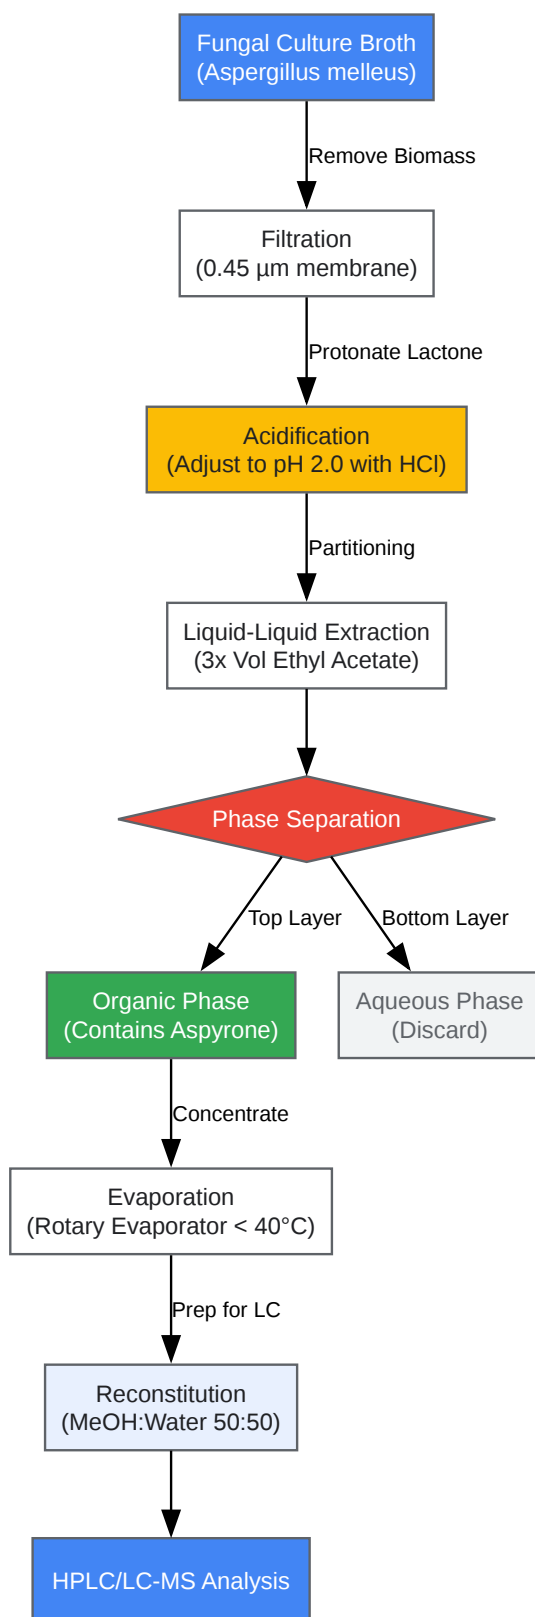 Fungal Culture Broth
(Aspergillus melleus)
Remove Biomass
Filtration
(0.45 µm membrane)
Protonate Lactone
Acidification
(Adjust to pH 2.0 with HCl)
Partitioning
Liquid-Liquid Extraction
(3x Vol Ethyl Acetate)
Phase Separation
Top Layer
Bottom Layer
Organic Phase
(Contains Aspyrone)
Aqueous Phase
(Discard)
Concentrate
Evaporation
(Rotary Evaporator < 40°C)
Prep for LC
Reconstitution
(MeOH:Water 50:50)
HPLC/LC-MS Analysis